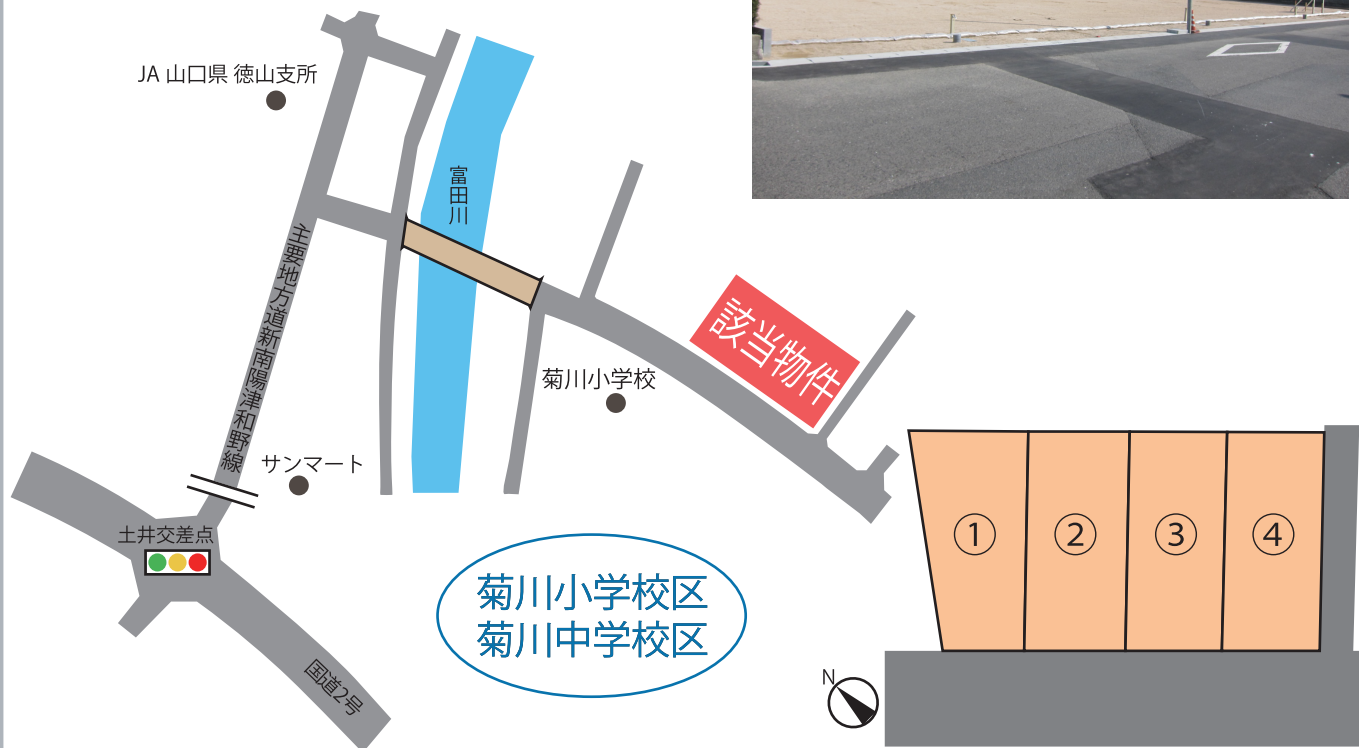 JA 山口県 徳山支所
富田川
主要地方道新南陽津和野線
該当物件
菊川小学校
サンマート
土井交差点
国道2号
菊川小学校区
菊川中学校区
① ② ③ ④
N